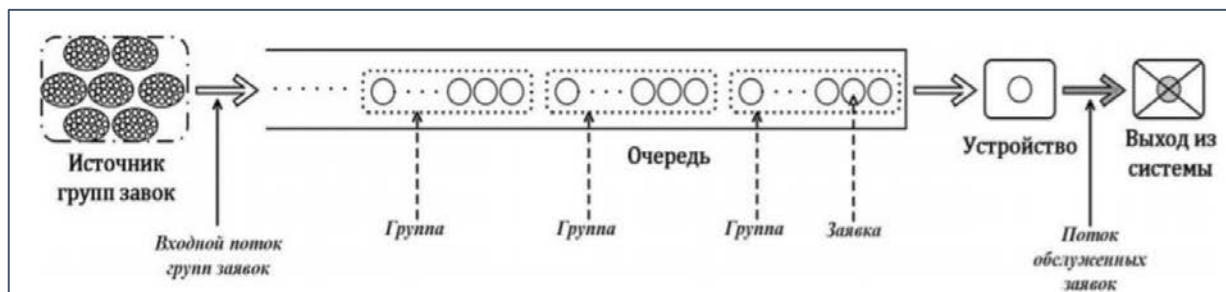 Источник
групп завок
Входной поток
групп заявок
Группа
Группа
Очередь
Группа
Заявка
Устройство
Поток
обслуженных
заявок
Выход из
системы